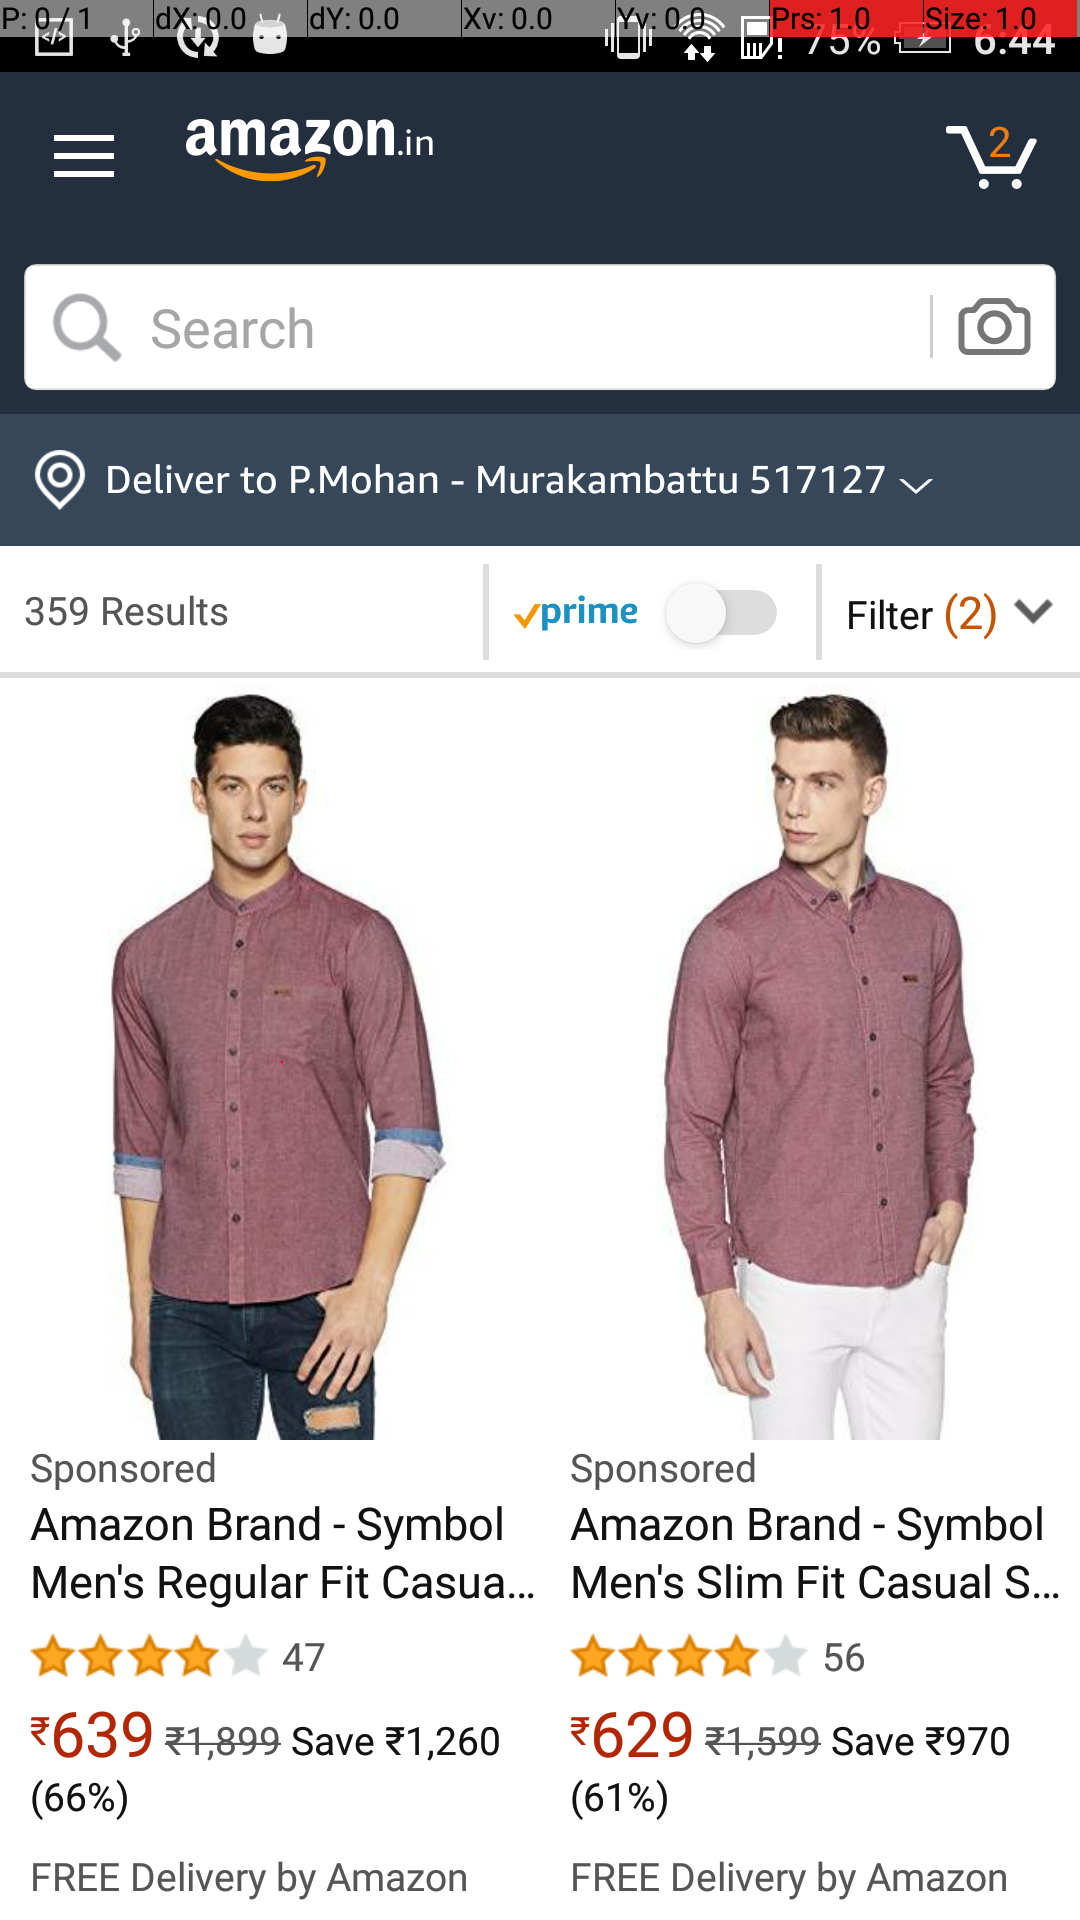 P: 0 / 1 dX: 0.0 dY: 0.0 Xv: 0.0 Yv: 0.0 Prs: 1.0 Size: 1.0
75% 6:44
amazon.in 2
Search
Deliver to P.Mohan - Murakambattu 517127
359 Results prime Filter (2)
Sponsored
Amazon Brand - Symbol
Men's Regular Fit Casua...
47
₹639 ₹1,899 Save ₹1,260
(66%)
FREE Delivery by Amazon
Sponsored
Amazon Brand - Symbol
Men's Slim Fit Casual S...
56
₹629 ₹1,599 Save ₹970
(61%)
FREE Delivery by Amazon